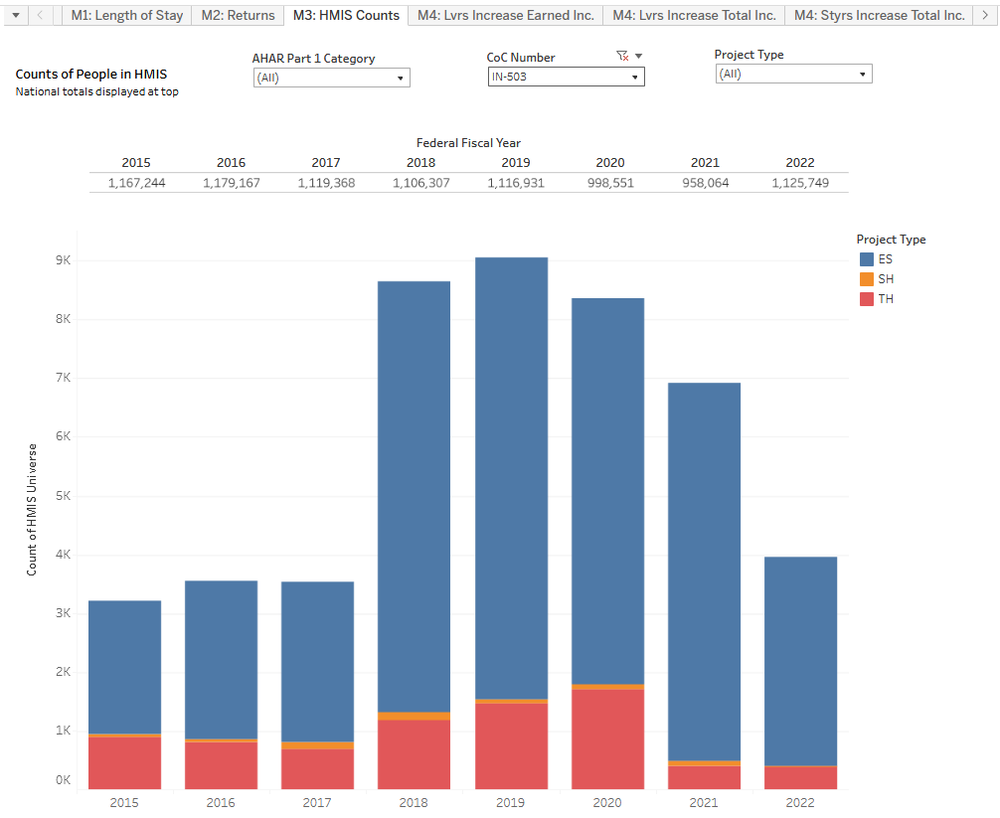 M1: Length of Stay M2: Returns M3: HMIS Counts M4: Lvrs Increase Earned Inc. M4: Lvrs Increase Total Inc. M4: Styrs Increase Total Inc.
Counts of People in HMIS
National totals displayed at top
AHAR Part 1 Category
(All)
CoC Number
IN-503
Project Type
(All)
Federal Fiscal Year
2015 2016 2017 2018 2019 2020 2021 2022
1,167,244 1,179,167 1,119,368 1,106,307 1,116,931 998,551 958,064 1,125,749
Count of HMIS Universe
9K
8K
7K
6K
5K
4K
3K
2K
1K
0K
2015 2016 2017 2018 2019 2020 2021 2022
Project Type
ES
SH
TH